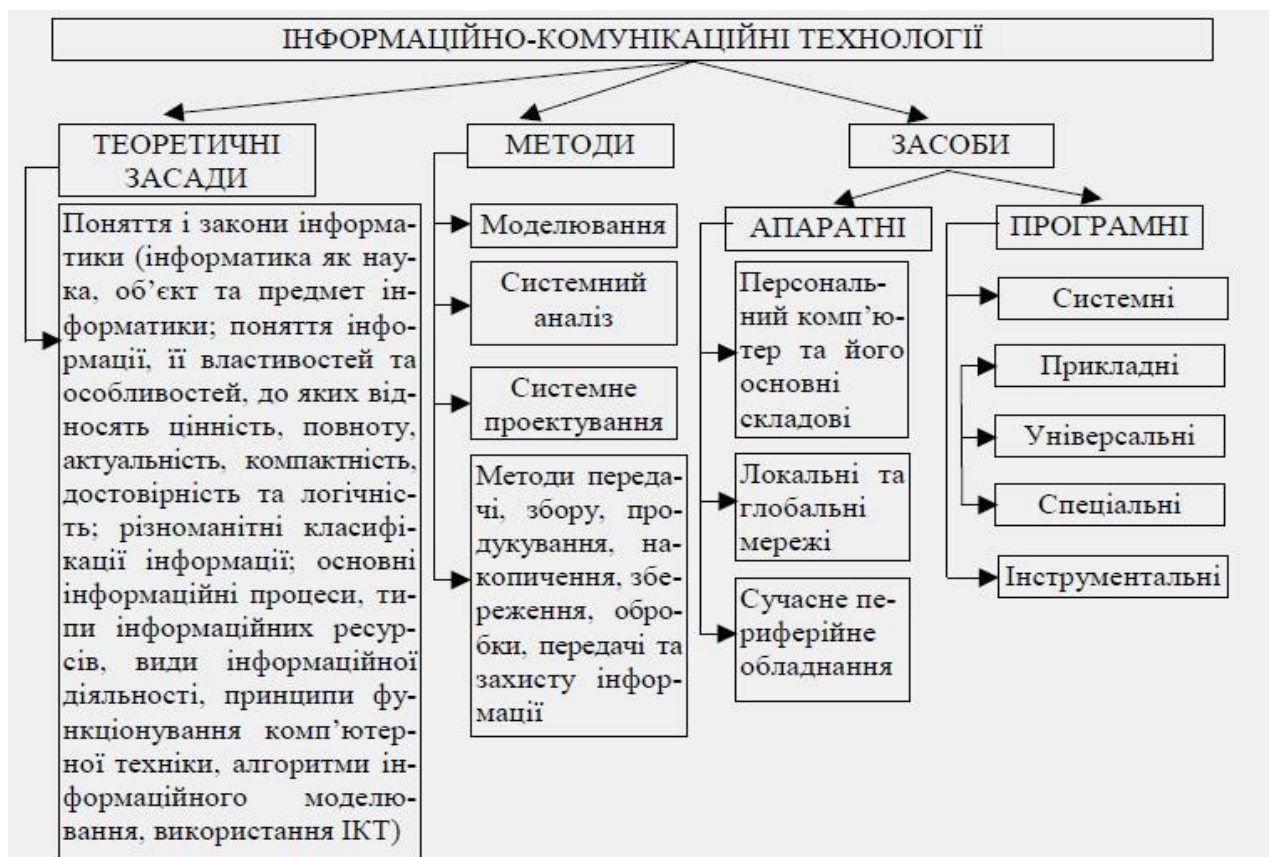 ІНФОРМАЦІЙНО-КОМУНІКАЦІЙНІ ТЕХНОЛОГІЇ
ТЕОРЕТИЧНІ
ЗАСАДИ
Поняття і закони інформа-
тики (інформатика як нау-
ка, об’єкт та предмет ін-
форматики; поняття інфо-
рмації, її властивостей та
особливостей, до яких від-
носять цінність, повноту,
актуальність, компактність,
достовірність та логічніс-
ть; різноманітні класифі-
кації інформації; основні
інформаційні процеси, ти-
пи інформаційних ресур-
сів, види інформаційної
діяльності, принципи фу-
нкціонування комп’ютер-
ної техніки, алгоритми ін-
формаційного моделю-
вання, використання ІКТ)
МЕТОДИ
Моделювання
Системний
аналіз
Системне
проектування
Методи переда-
чі, збору, про-
дукування, на-
копичення, збе-
реження, обро-
бки, передачі та
захисту інфор-
мації
ЗАСОБИ
АПАРАТНІ
Персональ-
ний комп’ю-
тер та його
основні
складові
Локальні та
глобальні
мережі
Сучасне пе-
риферійне
обладнання
ПРОГРАМНІ
Системні
Прикладні
Універсальні
Спеціальні
Інструментальні